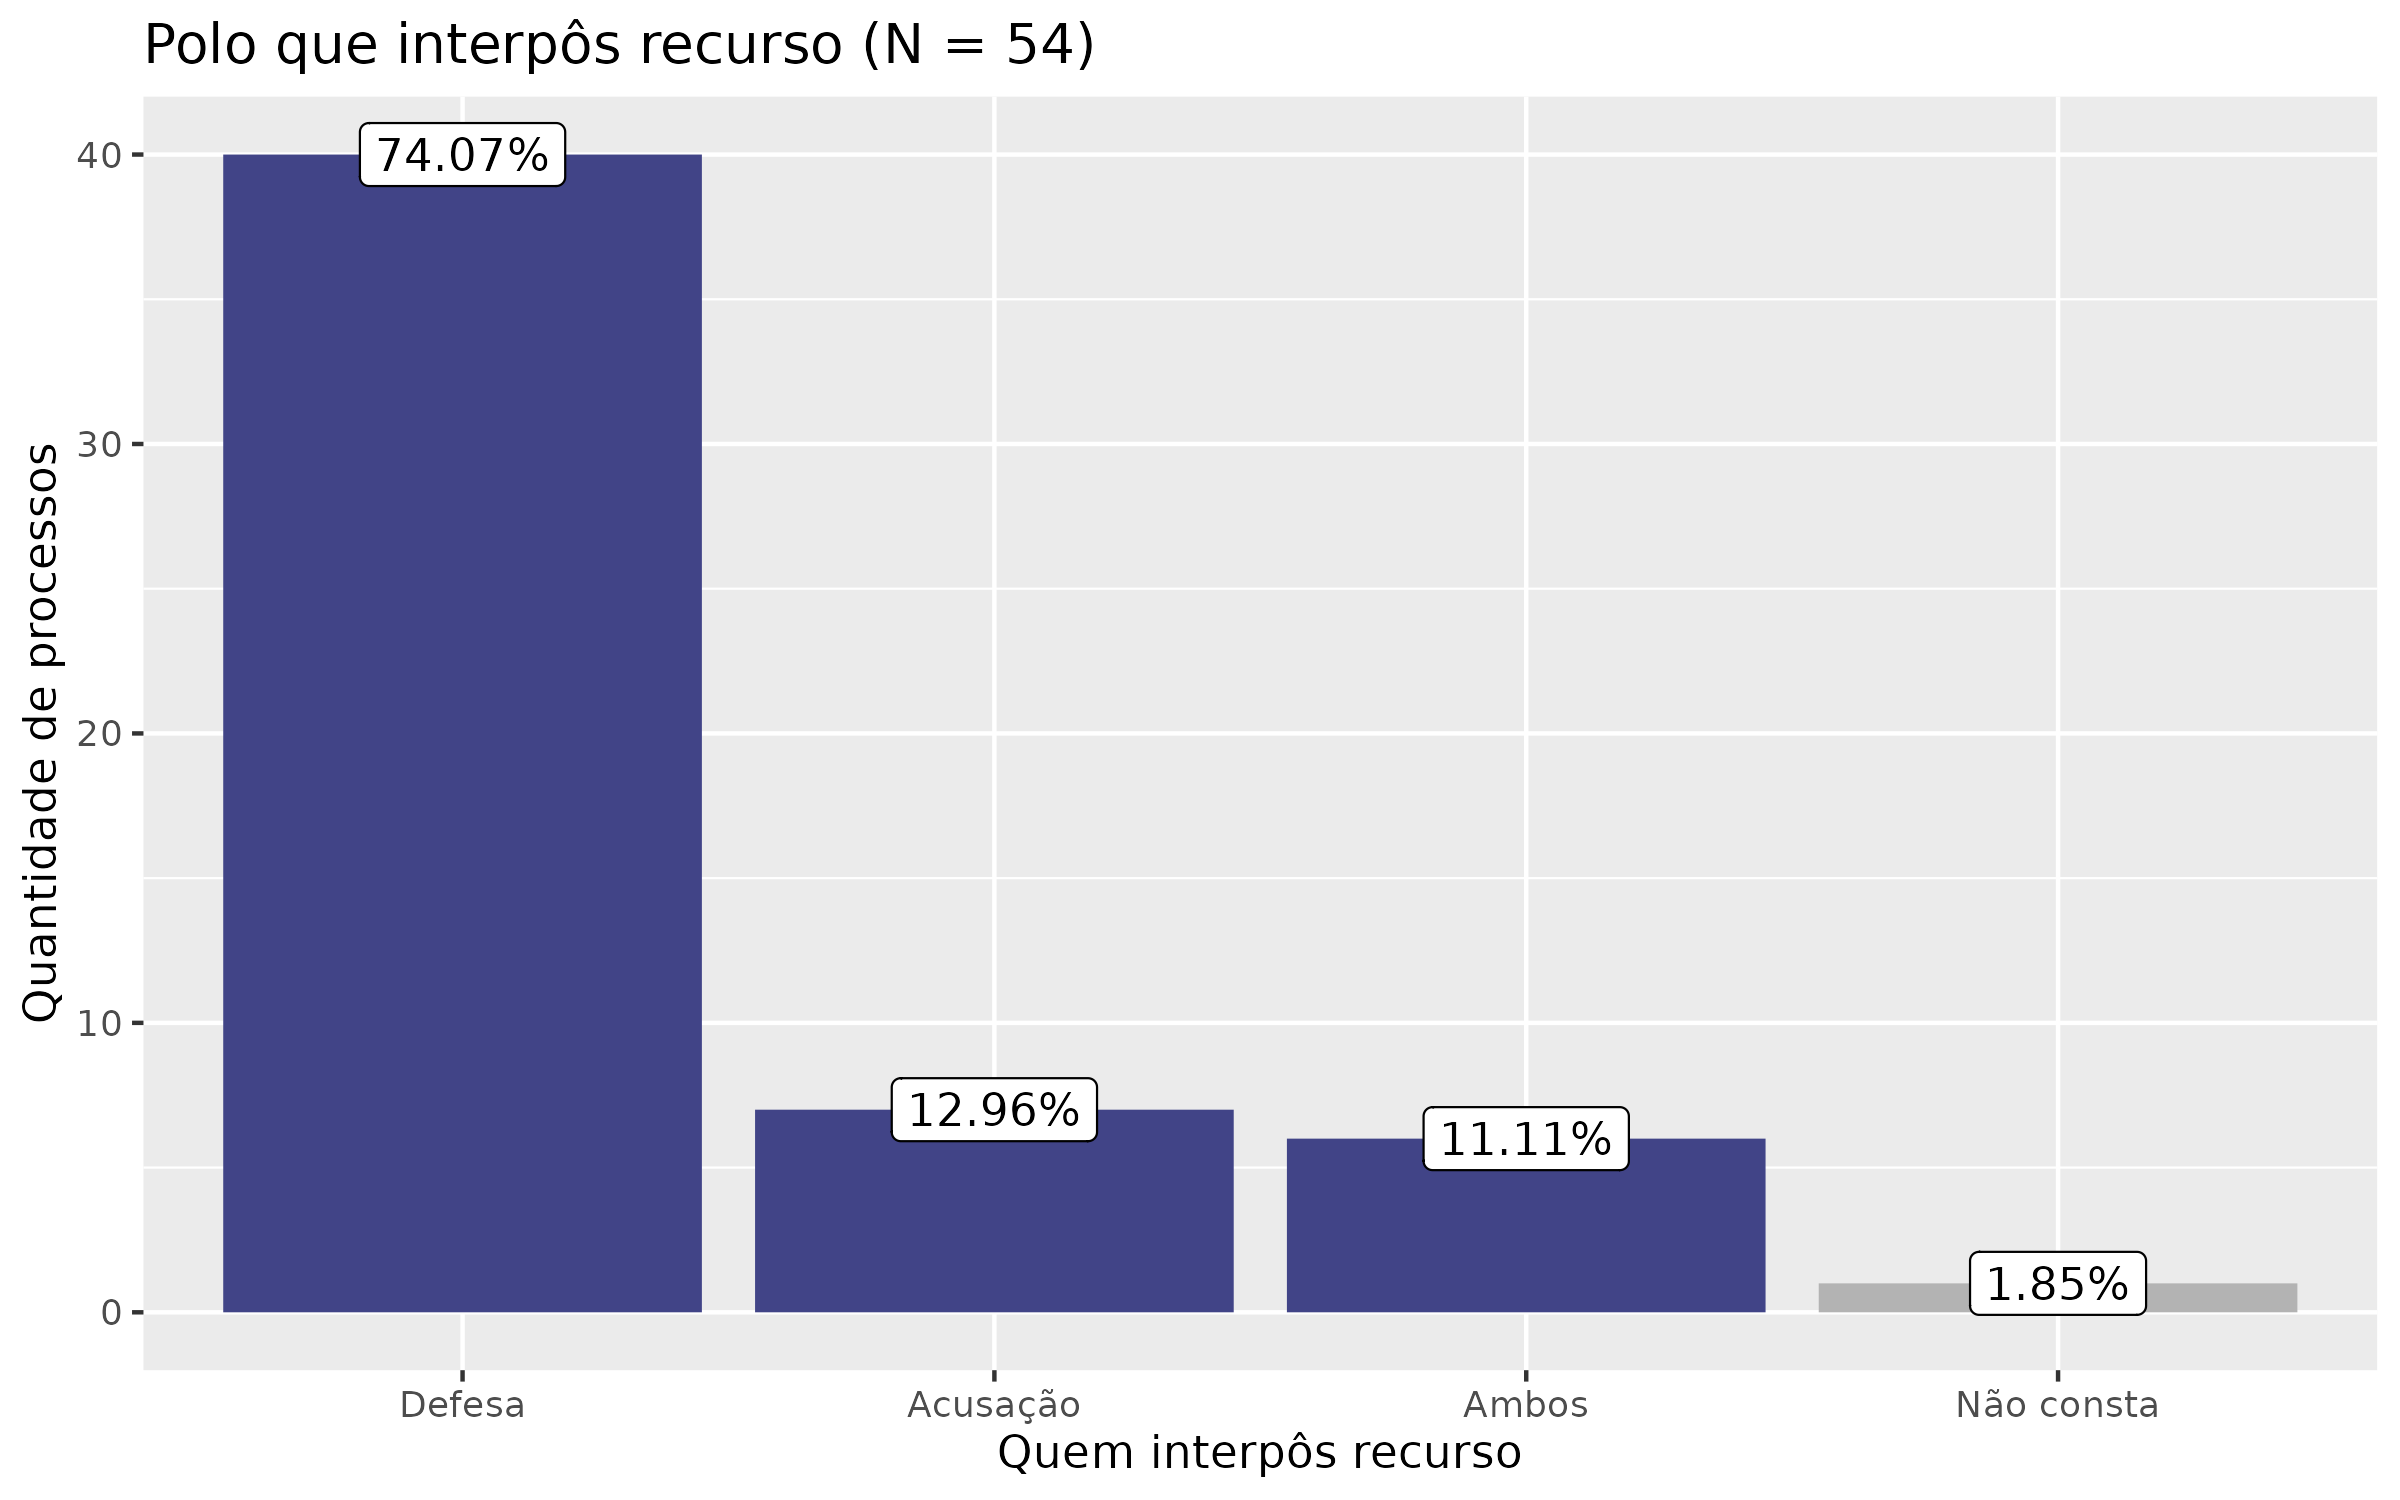 Polo que interpôs recurso (N = 54)
Quantidade de processos
40
30
20
10
0
74.07%
12.96%
11.11%
1.85%
Defesa
Acusação
Ambos
Não consta
Quem interpôs recurso